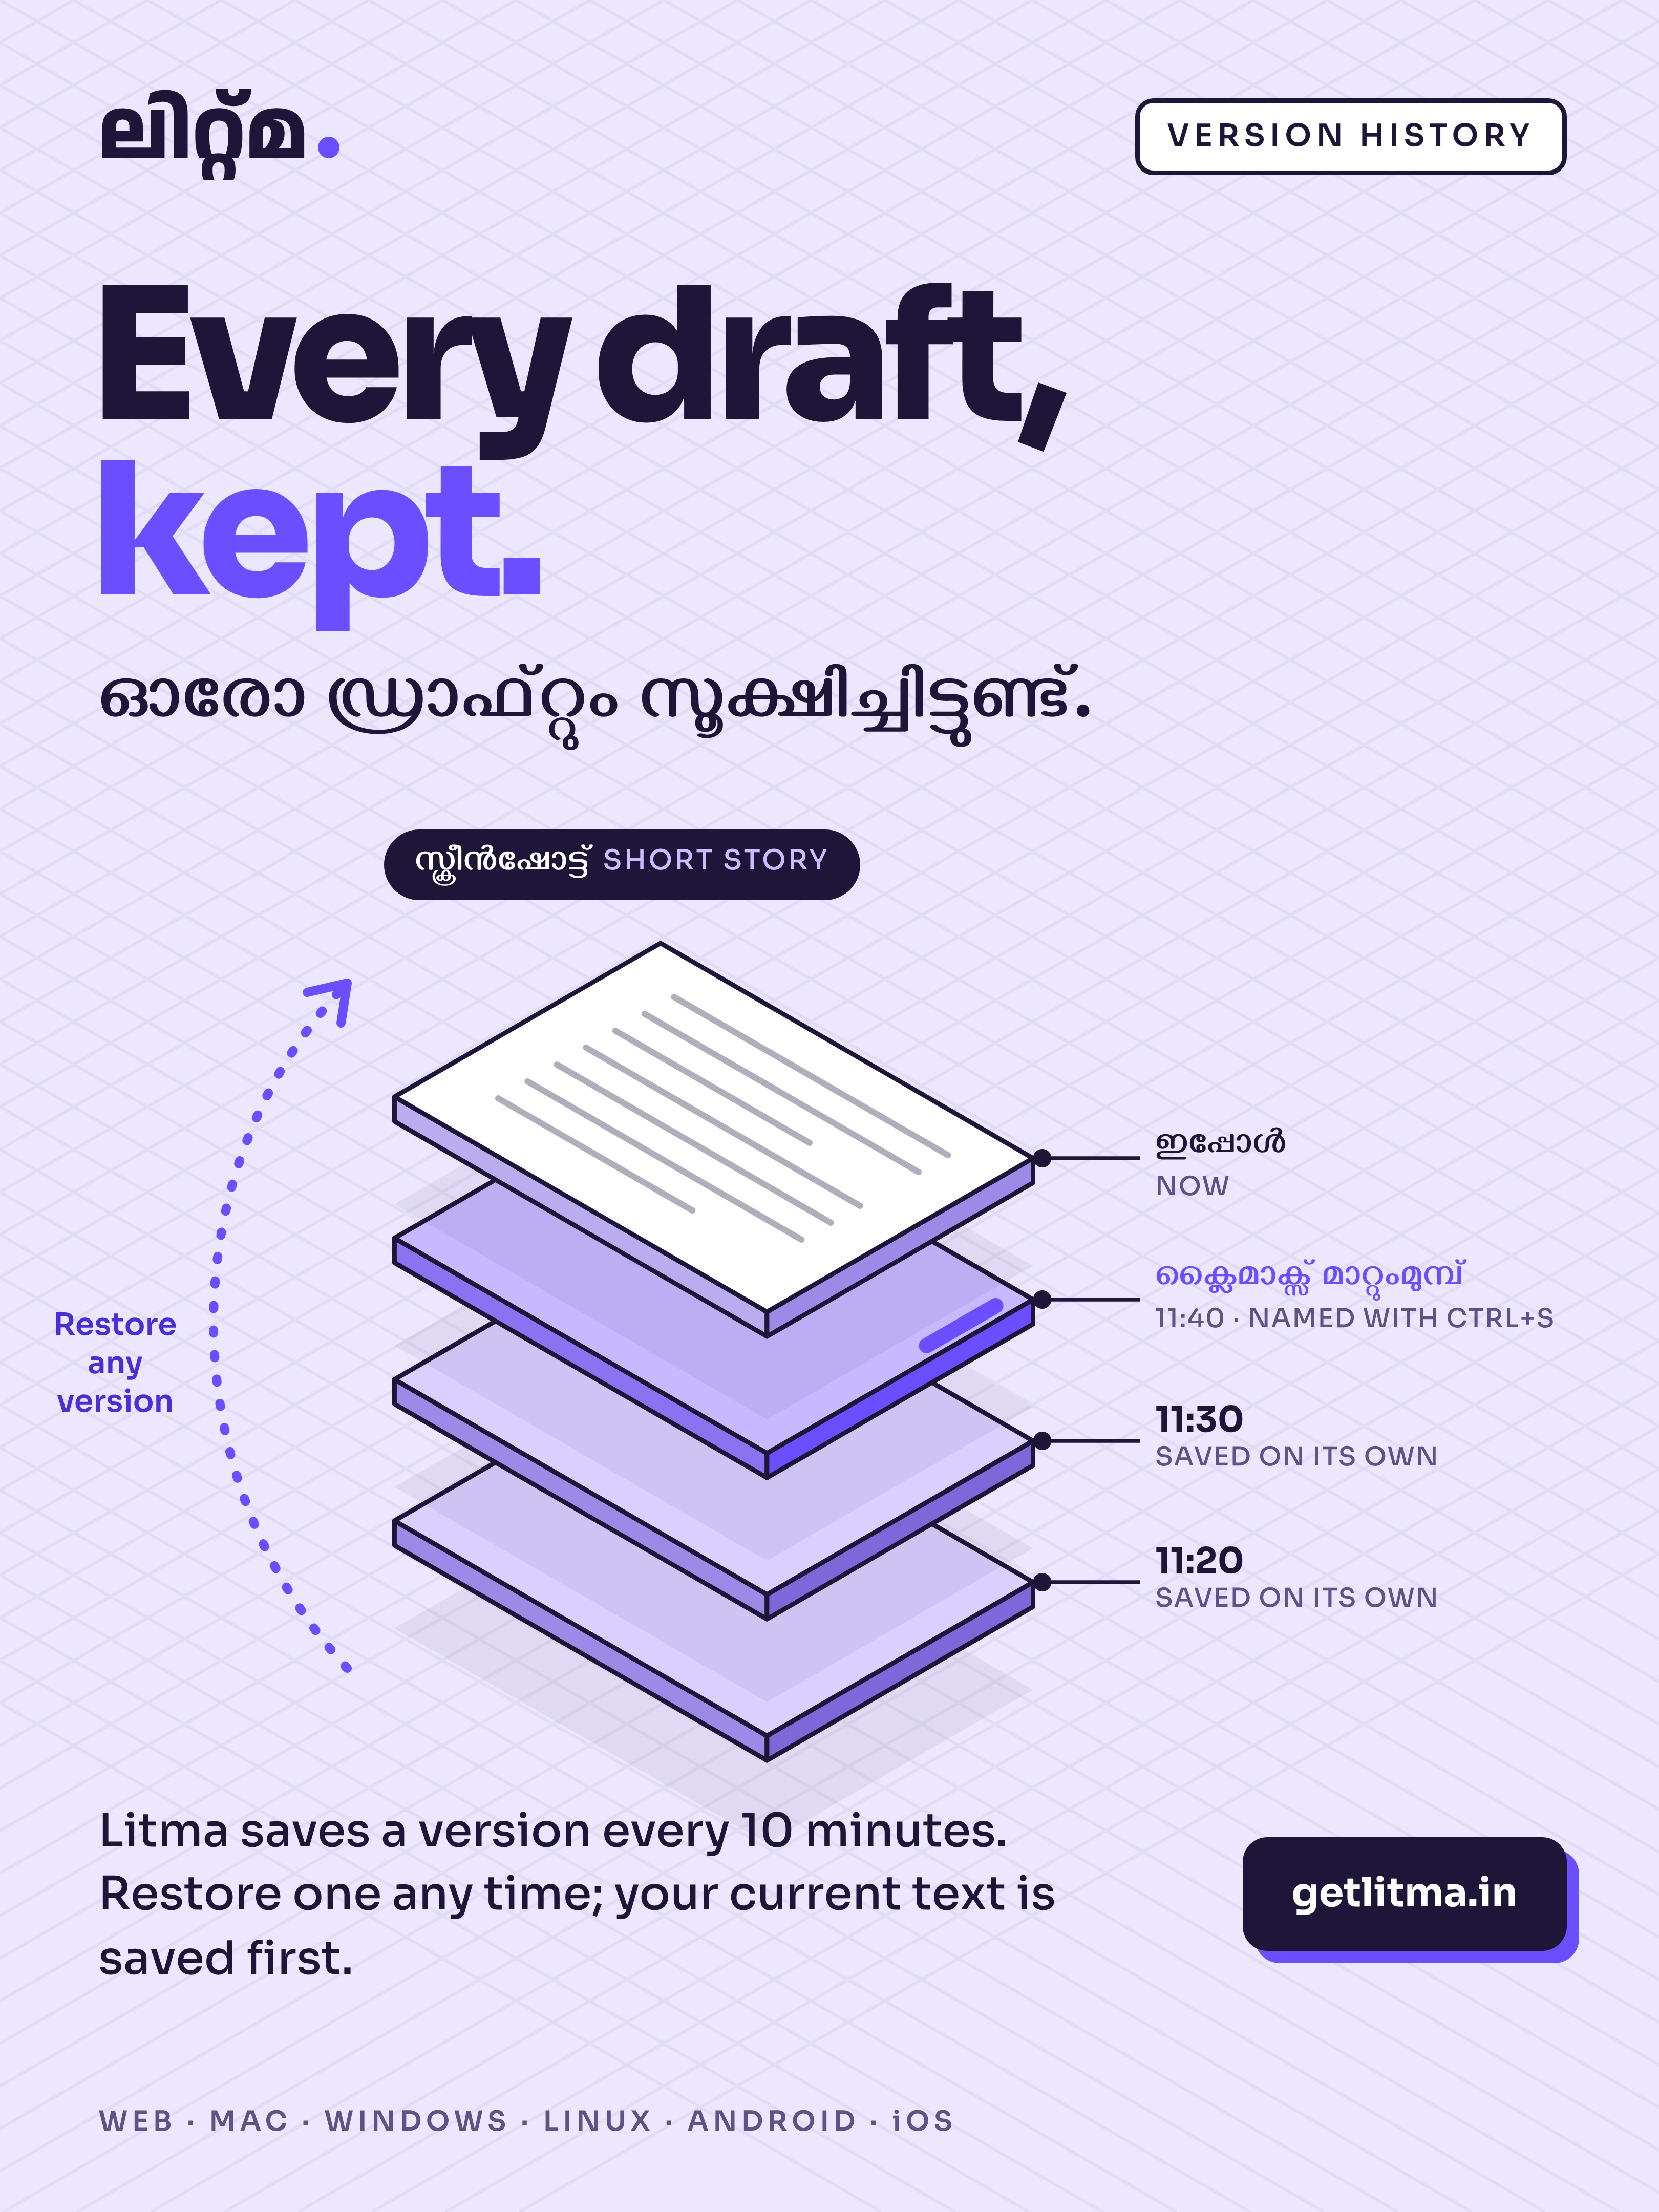 ലിറ്റ്മ.
VERSION HISTORY
Every draft,
kept.
ഓരോ ഡ്രാഫ്റ്റും സൂക്ഷിച്ചിട്ടുണ്ട്.
സ്ക്രീൻഷോട്ട് SHORT STORY
ഇപ്പോൾ
NOW
ക്ലൈമാക്സ് മാറ്റുംമുമ്പ്
11:40 · NAMED WITH CTRL+S
Restore
any
version
11:30
SAVED ON ITS OWN
11:20
SAVED ON ITS OWN
Litma saves a version every 10 minutes.
Restore one any time; your current text is
saved first.
getlitma.in
WEB · MAC · WINDOWS · LINUX · ANDROID · iOS